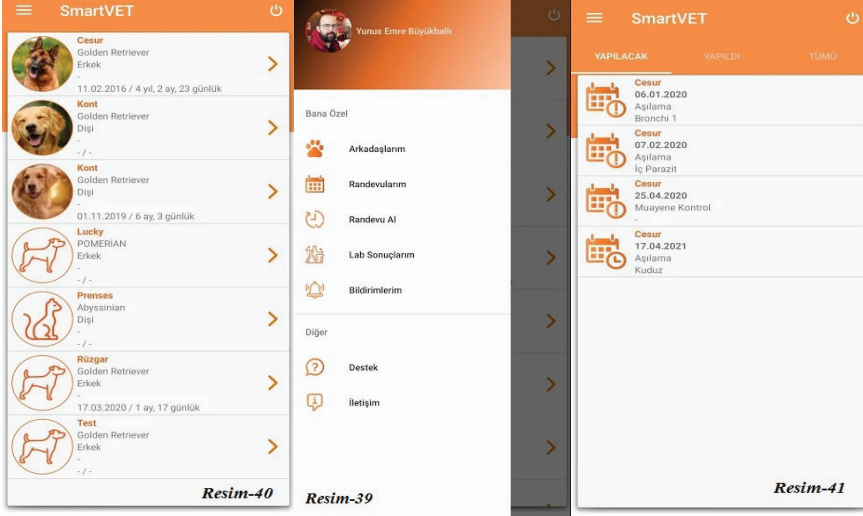 SmartVET
Cesur
Golden Retriever
Erkek
-
11.02.2016 / 4 yıl, 2 ay, 23 günlük
Kont
Golden Retriever
Dişi
-
- / -
Kont
Golden Retriever
Dişi
-
01.11.2019 / 6 ay, 3 günlük
Lucky
POMERİAN
Erkek
-
- / -
Prenses
Abyssinian
Dişi
-
- / -
Rüzgar
Golden Retriever
Erkek
-
17.03.2020 / 1 ay, 17 günlük
Test
Golden Retriever
Erkek
-
- / -
Resim-40
Yunus Emre Büyükballı
Bana Özel
Arkadaşlarım
Randevularım
Randevu Al
Lab Sonuçlarım
Bildirimlerim
Diğer
Destek
İletişim
Resim-39
SmartVET
YAPILACAK YAPILDI TÜMÜ
Cesur
06.01.2020
Aşılama
Bronchi 1
Cesur
07.02.2020
Aşılama
İç Parazit
Cesur
25.04.2020
Muayene Kontrol
-
Cesur
17.04.2021
Aşılama
Kuduz
Resim-41